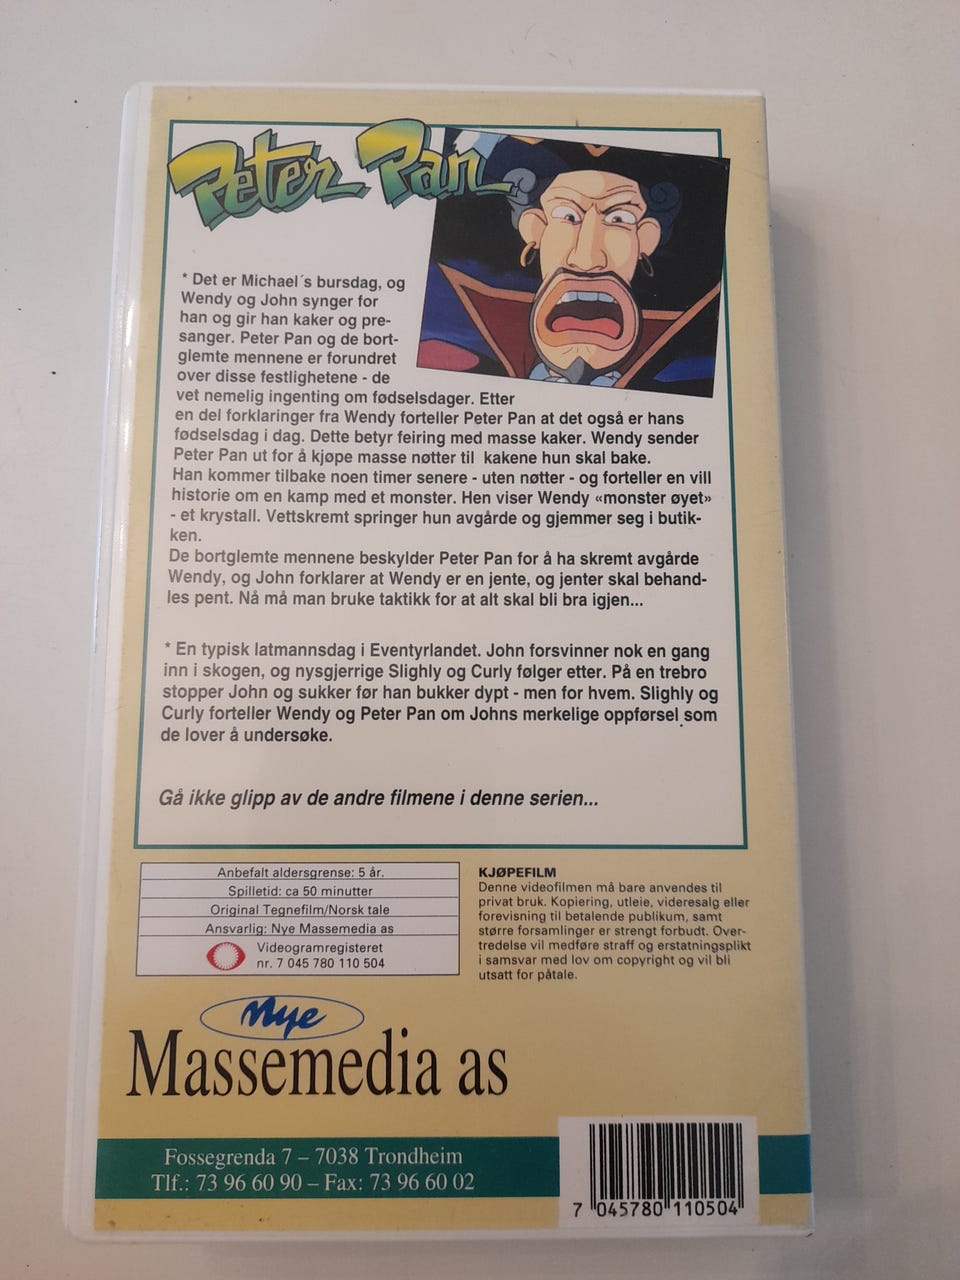 Peter Pan
* Det er Michael´s bursdag, og
Wendy og John synger for
han og gir han kaker og pre-
sanger. Peter Pan og de bort-
glemte mennene er forundret
over disse festlighetene - de
vet nemelig ingenting om fødselsdager. Etter
en del forklaringer fra Wendy forteller Peter Pan at det også er hans
fødselsdag i dag. Dette betyr feiring med masse kaker. Wendy sender
Peter Pan ut for å kjøpe masse nøtter til kakene hun skal bake.
Han kommer tilbake noen timer senere - uten nøtter - og forteller en vill
historie om en kamp med et monster. Hen viser Wendy «monster øyet»
- et krystall. Vettskremt springer hun avgårde og gjemmer seg i butik-
ken.
De bortglemte mennene beskylder Peter Pan for å ha skremt avgårde
Wendy, og John forklarer at Wendy er en jente, og jenter skal behand-
les pent. Nå må man bruke taktikk for at alt skal bli bra igjen...
* En typisk latmannsdag i Eventyrlandet. John forsvinner nok en gang
inn i skogen, og nysgjerrige Slighly og Curly følger etter. På en trebro
stopper John og sukker før han bukker dypt - men for hvem. Slighly og
Curly forteller Wendy og Peter Pan om Johns merkelige oppførsel som
de lover å undersøke.
Gå ikke glipp av de andre filmene i denne serien...
Anbefalt aldersgrense: 5 år.
Spilletid: ca 50 minutter
Original Tegnefilm/Norsk tale
Ansvarlig: Nye Massemedia as
Videogramregisteret
nr. 7 045 780 110 504
KJØPEFILM
Denne videofilmen må bare anvendes til
privat bruk. Kopiering, utleie, videresalg eller
forevisning til betalende publikum, samt
større forsamlinger er strengt forbudt. Over-
tredelse vil medføre straff og erstatningsplikt
i samsvar med lov om copyright og vil bli
utsatt for påtale.
Nye
Massemedia as
Fossegrenda 7 – 7038 Trondheim
Tlf.: 73 96 60 90 – Fax: 73 96 60 02
7 045780 110504